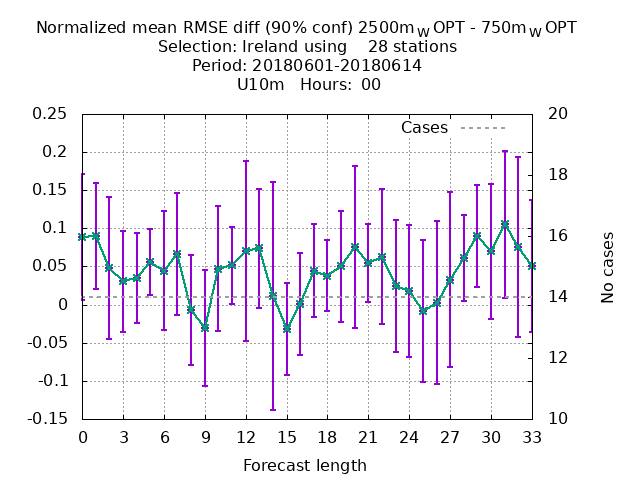 Normalized mean RMSE diff (90% conf) 2500m_W OPT - 750m_W OPT
Selection: Ireland using 28 stations
Period: 20180601-20180614
U10m Hours: 00
Cases
0.25
0.2
0.15
0.1
0.05
0
-0.05
-0.1
-0.15
20
18
16
14
12
10
No cases
0 3 6 9 12 15 18 21 24 27 30 33
Forecast length